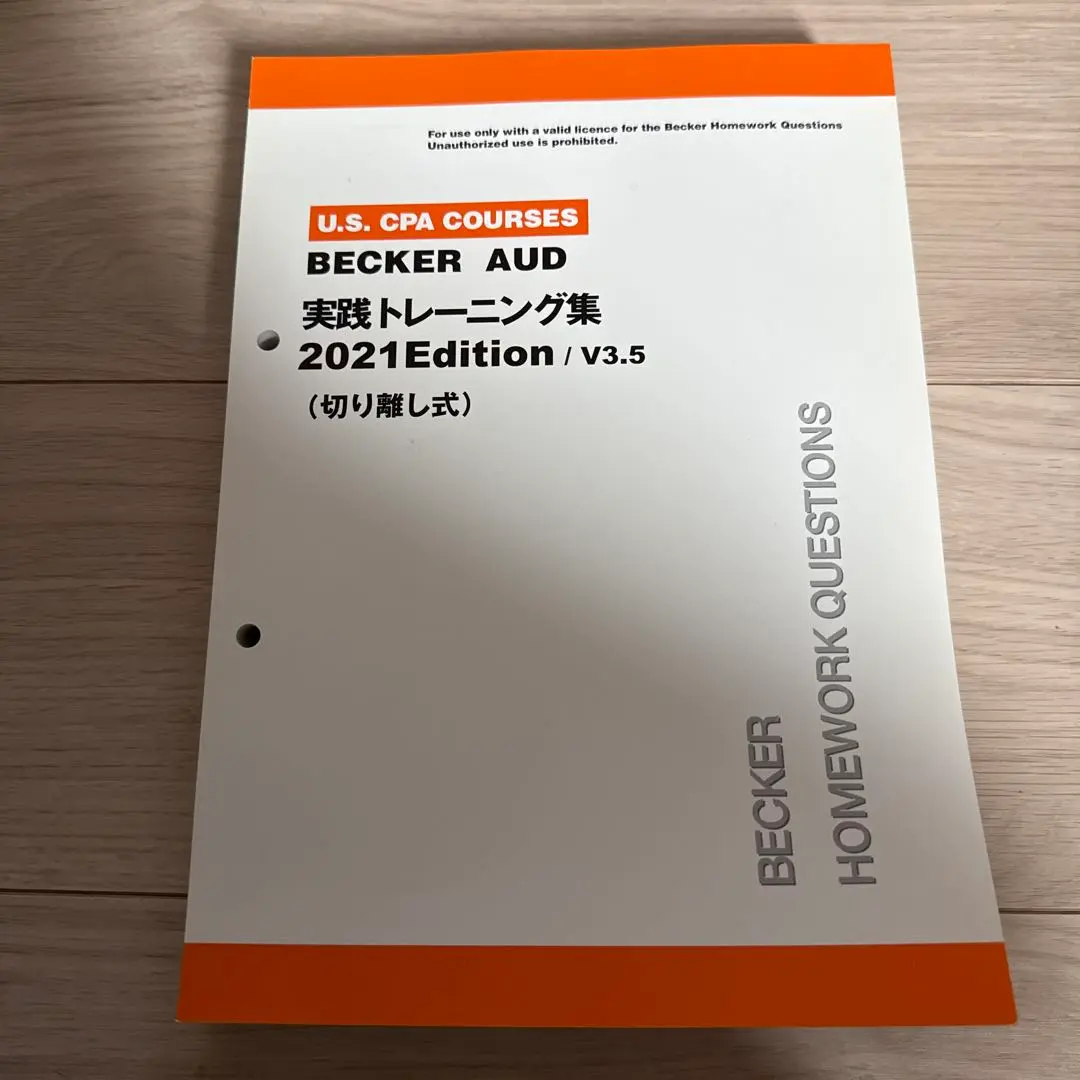 For use only with a valid licence for the Becker Homework Questions
Unauthorized use is prohibited.
U.S. CPA COURSES
BECKER AUD
実践トレーニング集
2021Edition / V3.5
（切り離し式）
BECKER
HOMEWORK QUESTIONS